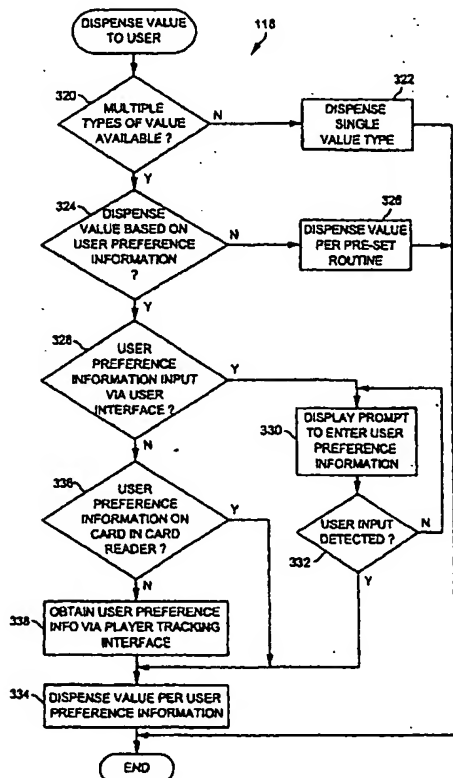 DISPENSE VALUE
TO USER
118
320
MULTIPLE
TYPES OF VALUE
AVAILABLE ?
N
322
DISPENSE
SINGLE
VALUE TYPE
Y
324
DISPENSE
VALUE BASED ON
USER PREFERENCE
INFORMATION
?
N
326
DISPENSE VALUE
PER PRE-SET
ROUTINE
Y
328
USER
PREFERENCE
INFORMATION INPUT
VIA USER
INTERFACE ?
Y
N
330
DISPLAY PROMPT
TO ENTER USER
PREFERENCE
INFORMATION
336
USER
PREFERENCE
INFORMATION ON
CARD IN CARD
READER ?
Y
N
USER INPUT
DETECTED ?
N
332
Y
338
OBTAIN USER PREFERENCE
INFO VIA PLAYER TRACKING
INTERFACE
334
DISPENSE VALUE PER USER
PREFERENCE INFORMATION
END